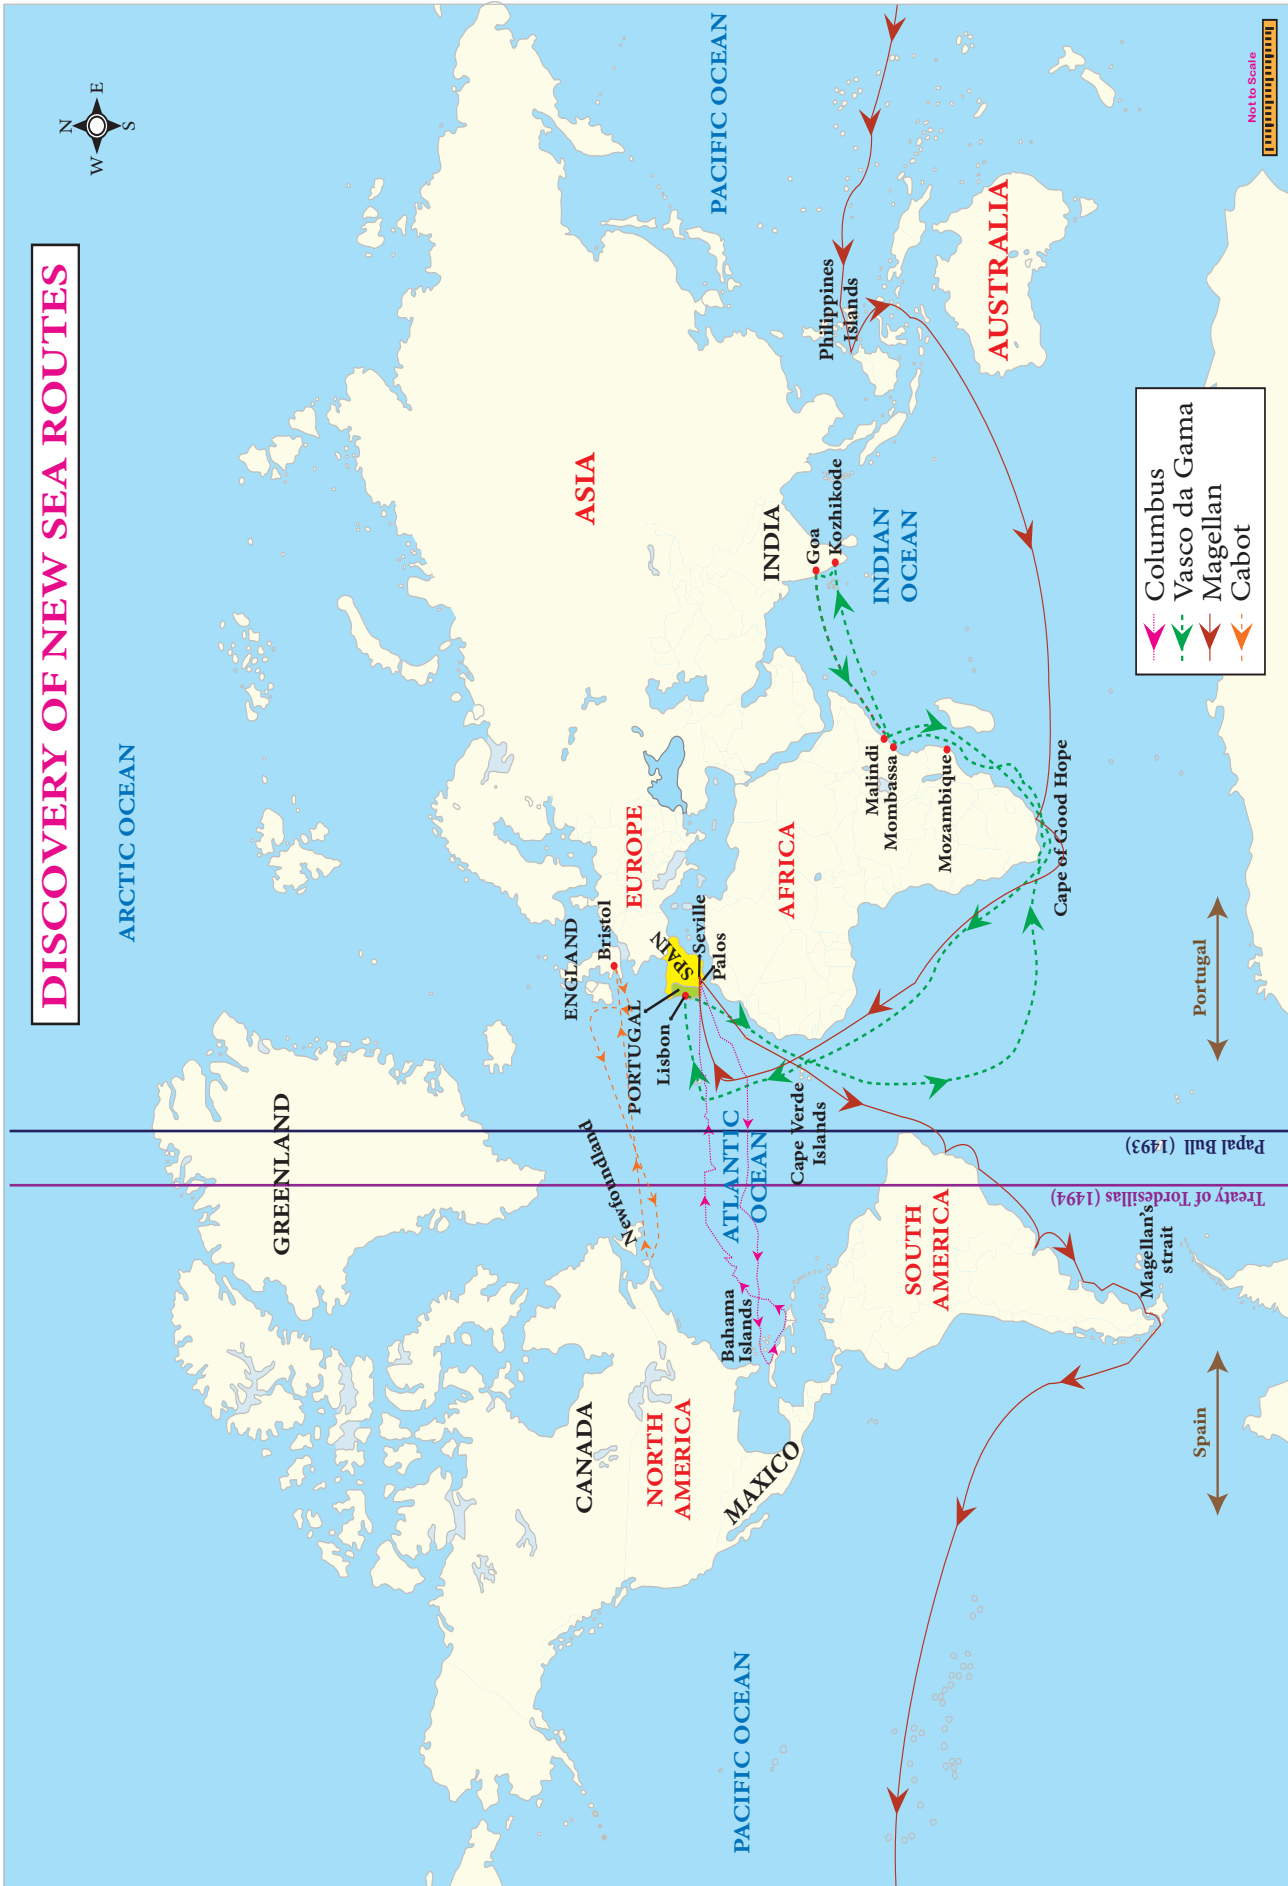 DISCOVERY OF NEW SEA ROUTES
N
W
E
S
ARCTIC OCEAN
GREENLAND
CANADA
NORTH
AMERICA
MAXICO
PACIFIC OCEAN
Newfoundland
Bahama
Islands
ATLANTIC
OCEAN
ENGLAND
Bristol
EUROPE
PORTUGAL
Lisbon
SPAIN
Seville
Palos
Cape Verde
Islands
AFRICA
Malindi
Mombassa
Mozambique
Cape of Good Hope
ASIA
INDIA
Goa
Kozhikode
INDIAN
OCEAN
PACIFIC OCEAN
Philippines
Islands
AUSTRALIA
SOUTH
AMERICA
Magellan's
strait
Papal Bull (1493)
Treaty of Tordesillas (1494)
Spain
Portugal
Columbus
Vasco da Gama
Magellan
Cabot
Not to Scale